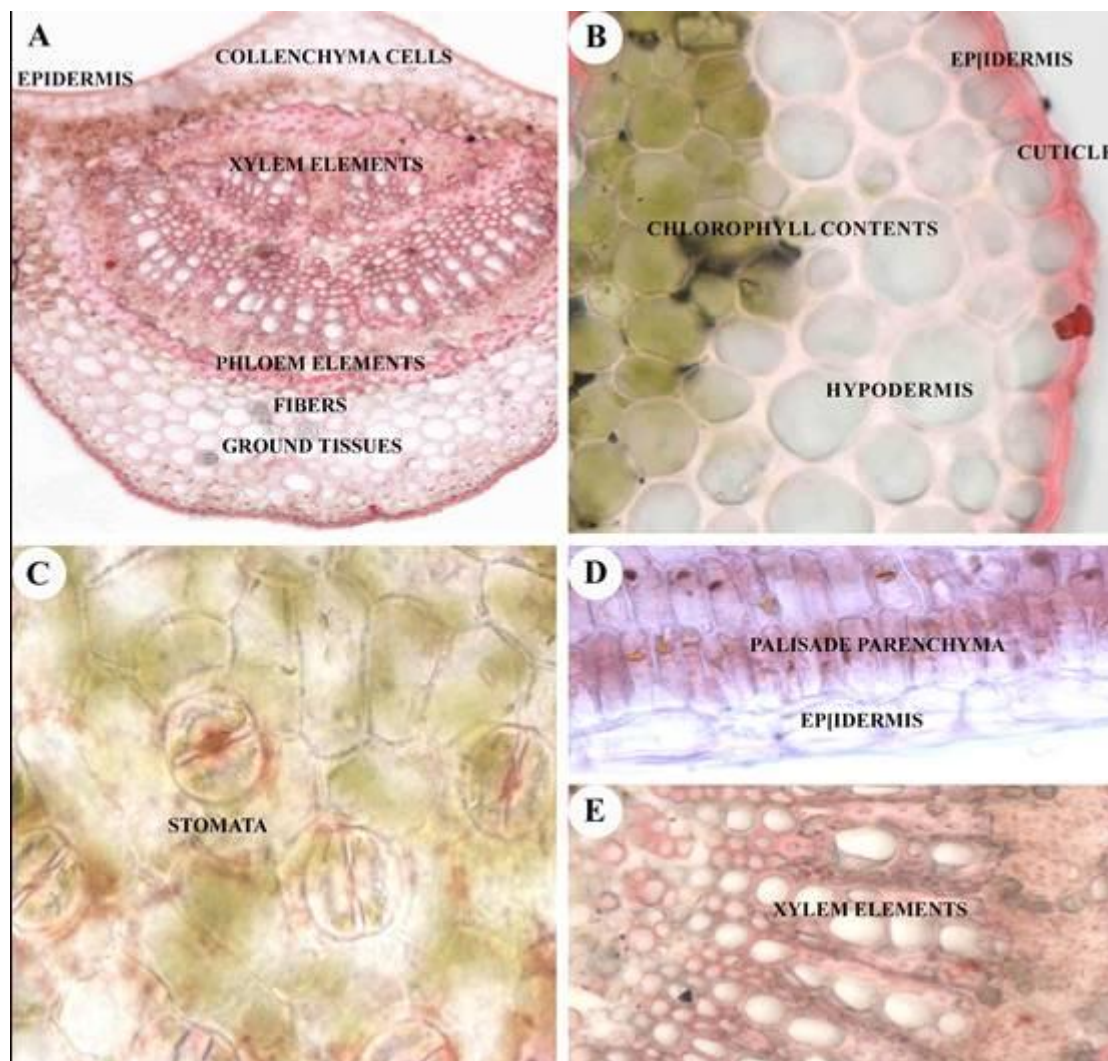 A
COLLENCHYMA CELLS
EPIDERMIS
XYLEM ELEMENTS
PHLOEM ELEMENTS
FIBERS
GROUND TISSUES
B
EP[IDERMIS
CUTICLE
CHLOROPHYLL CONTENTS
HYPODERMIS
C
STOMATA
D
PALISADE PARENCHYMA
EP[IDERMIS
E
XYLEM ELEMENTS